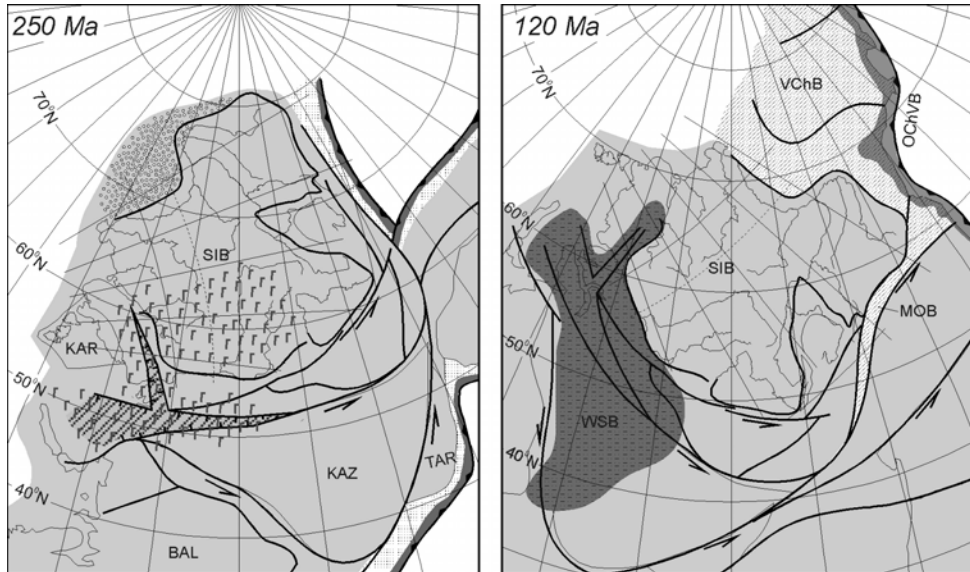 250 Ma
70°N
60°N
50°N
40°N
SIB
KAR
KAZ
TAR
BAL
120 Ma
70°N
60°N
50°N
40°N
VChB
OChVB
SIB
MOB
WSB